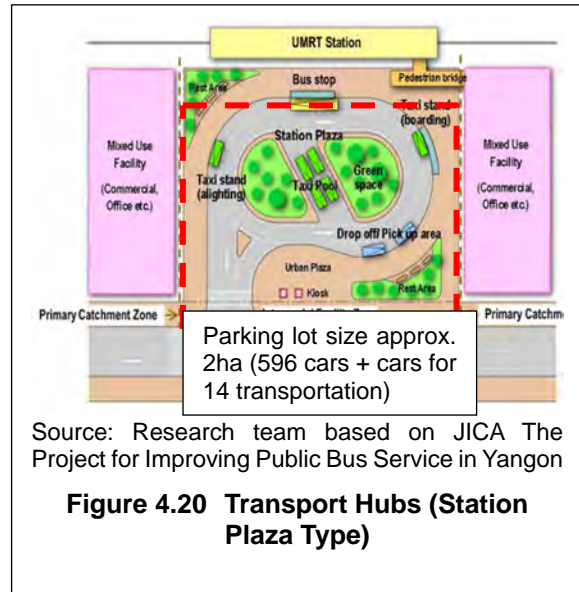 UMRT Station
Bus stop
Pedestrian bridge
Rest Area
Taxi stand
(boarding)
Station Plaza
Mixed Use
Facility
(Commercial,
Office etc.)
Mixed Use
Facility
(Commercial,
Office etc.)
Taxi stand
(alighting)
Taxi Pool
Green
space
Drop off/ Pick up area
Urban Plaza
Kiosk
Rest Area
Primary Catchment Zone
Primary Catchm
Parking lot size approx.
2ha (596 cars + cars for
14 transportation)
Source: Research team based on JICA The
Project for Improving Public Bus Service in Yangon
Figure 4.20 Transport Hubs (Station
Plaza Type)